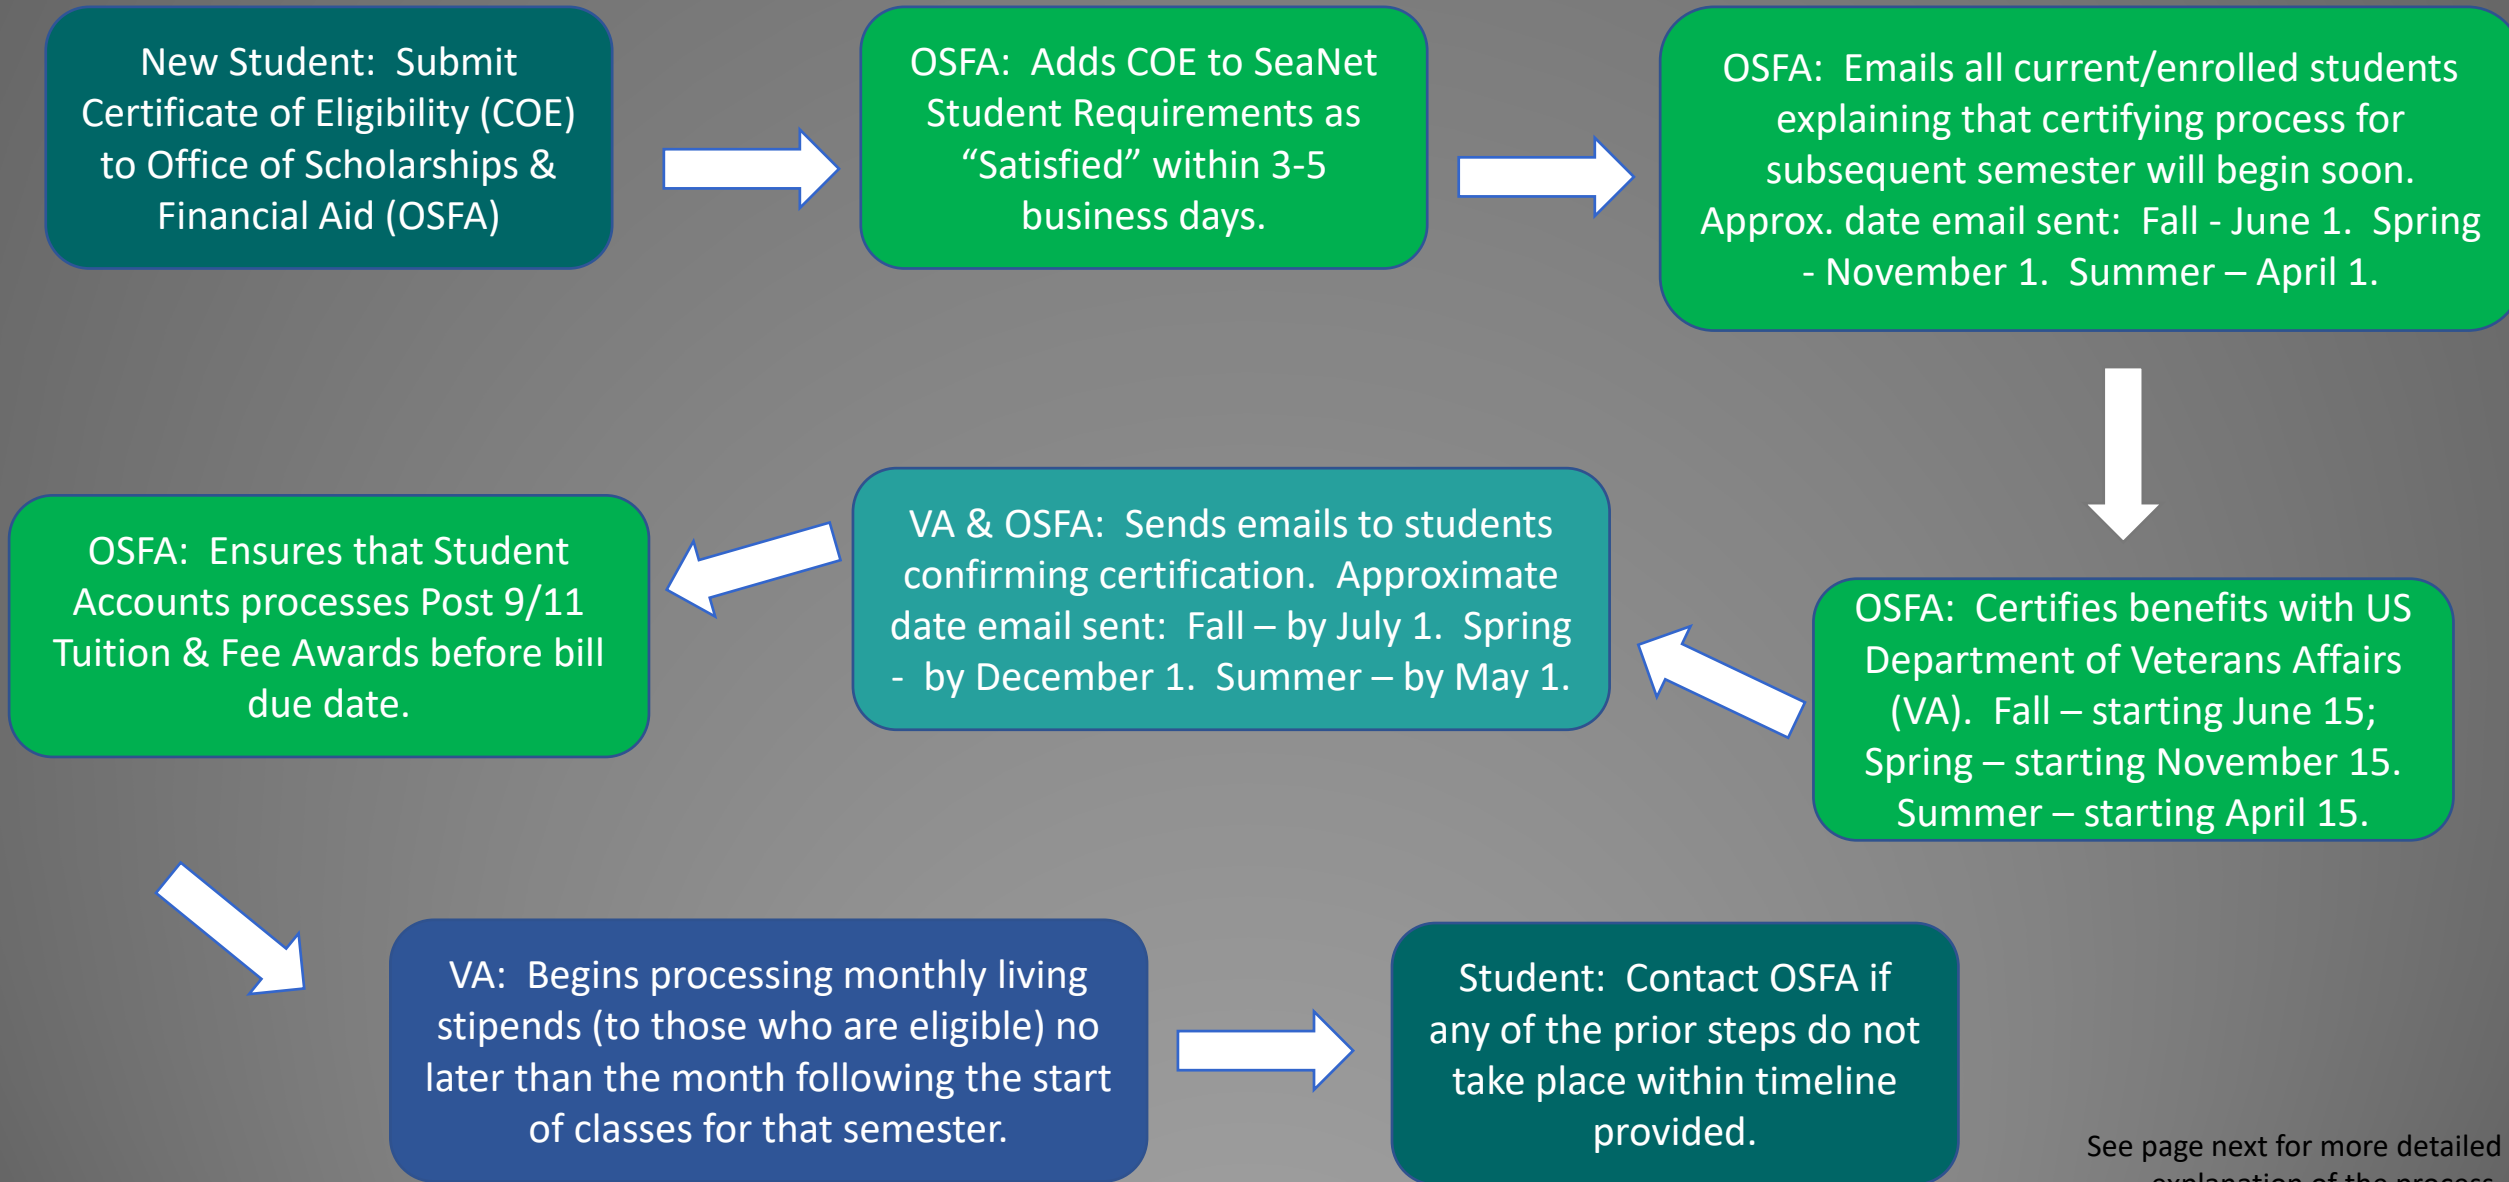 New Student:  Submit
Certificate of Eligibility (COE)
to Office of Scholarships &
Financial Aid (OSFA)
OSFA:  Adds COE to SeaNet
Student Requirements as
“Satisfied” within 3-5
business days.
OSFA:  Emails all current/enrolled students
explaining that certifying process for
subsequent semester will begin soon.
Approx. date email sent:  Fall - June 1.  Spring
- November 1.  Summer – April 1.
OSFA:  Certifies benefits with US
Department of Veterans Affairs
(VA).  Fall – starting June 15;
Spring – starting November 15.
Summer – starting April 15.
VA & OSFA:  Sends emails to students
confirming certification.  Approximate
date email sent:  Fall – by July 1.  Spring
-  by December 1.  Summer – by May 1.
OSFA:  Ensures that Student
Accounts processes Post 9/11
Tuition & Fee Awards before bill
due date.
VA:  Begins processing monthly living
stipends (to those who are eligible) no
later than the month following the start
of classes for that semester.
Student:  Contact OSFA if
any of the prior steps do not
take place within timeline
provided.
See page next for more detailed
explanation of the process